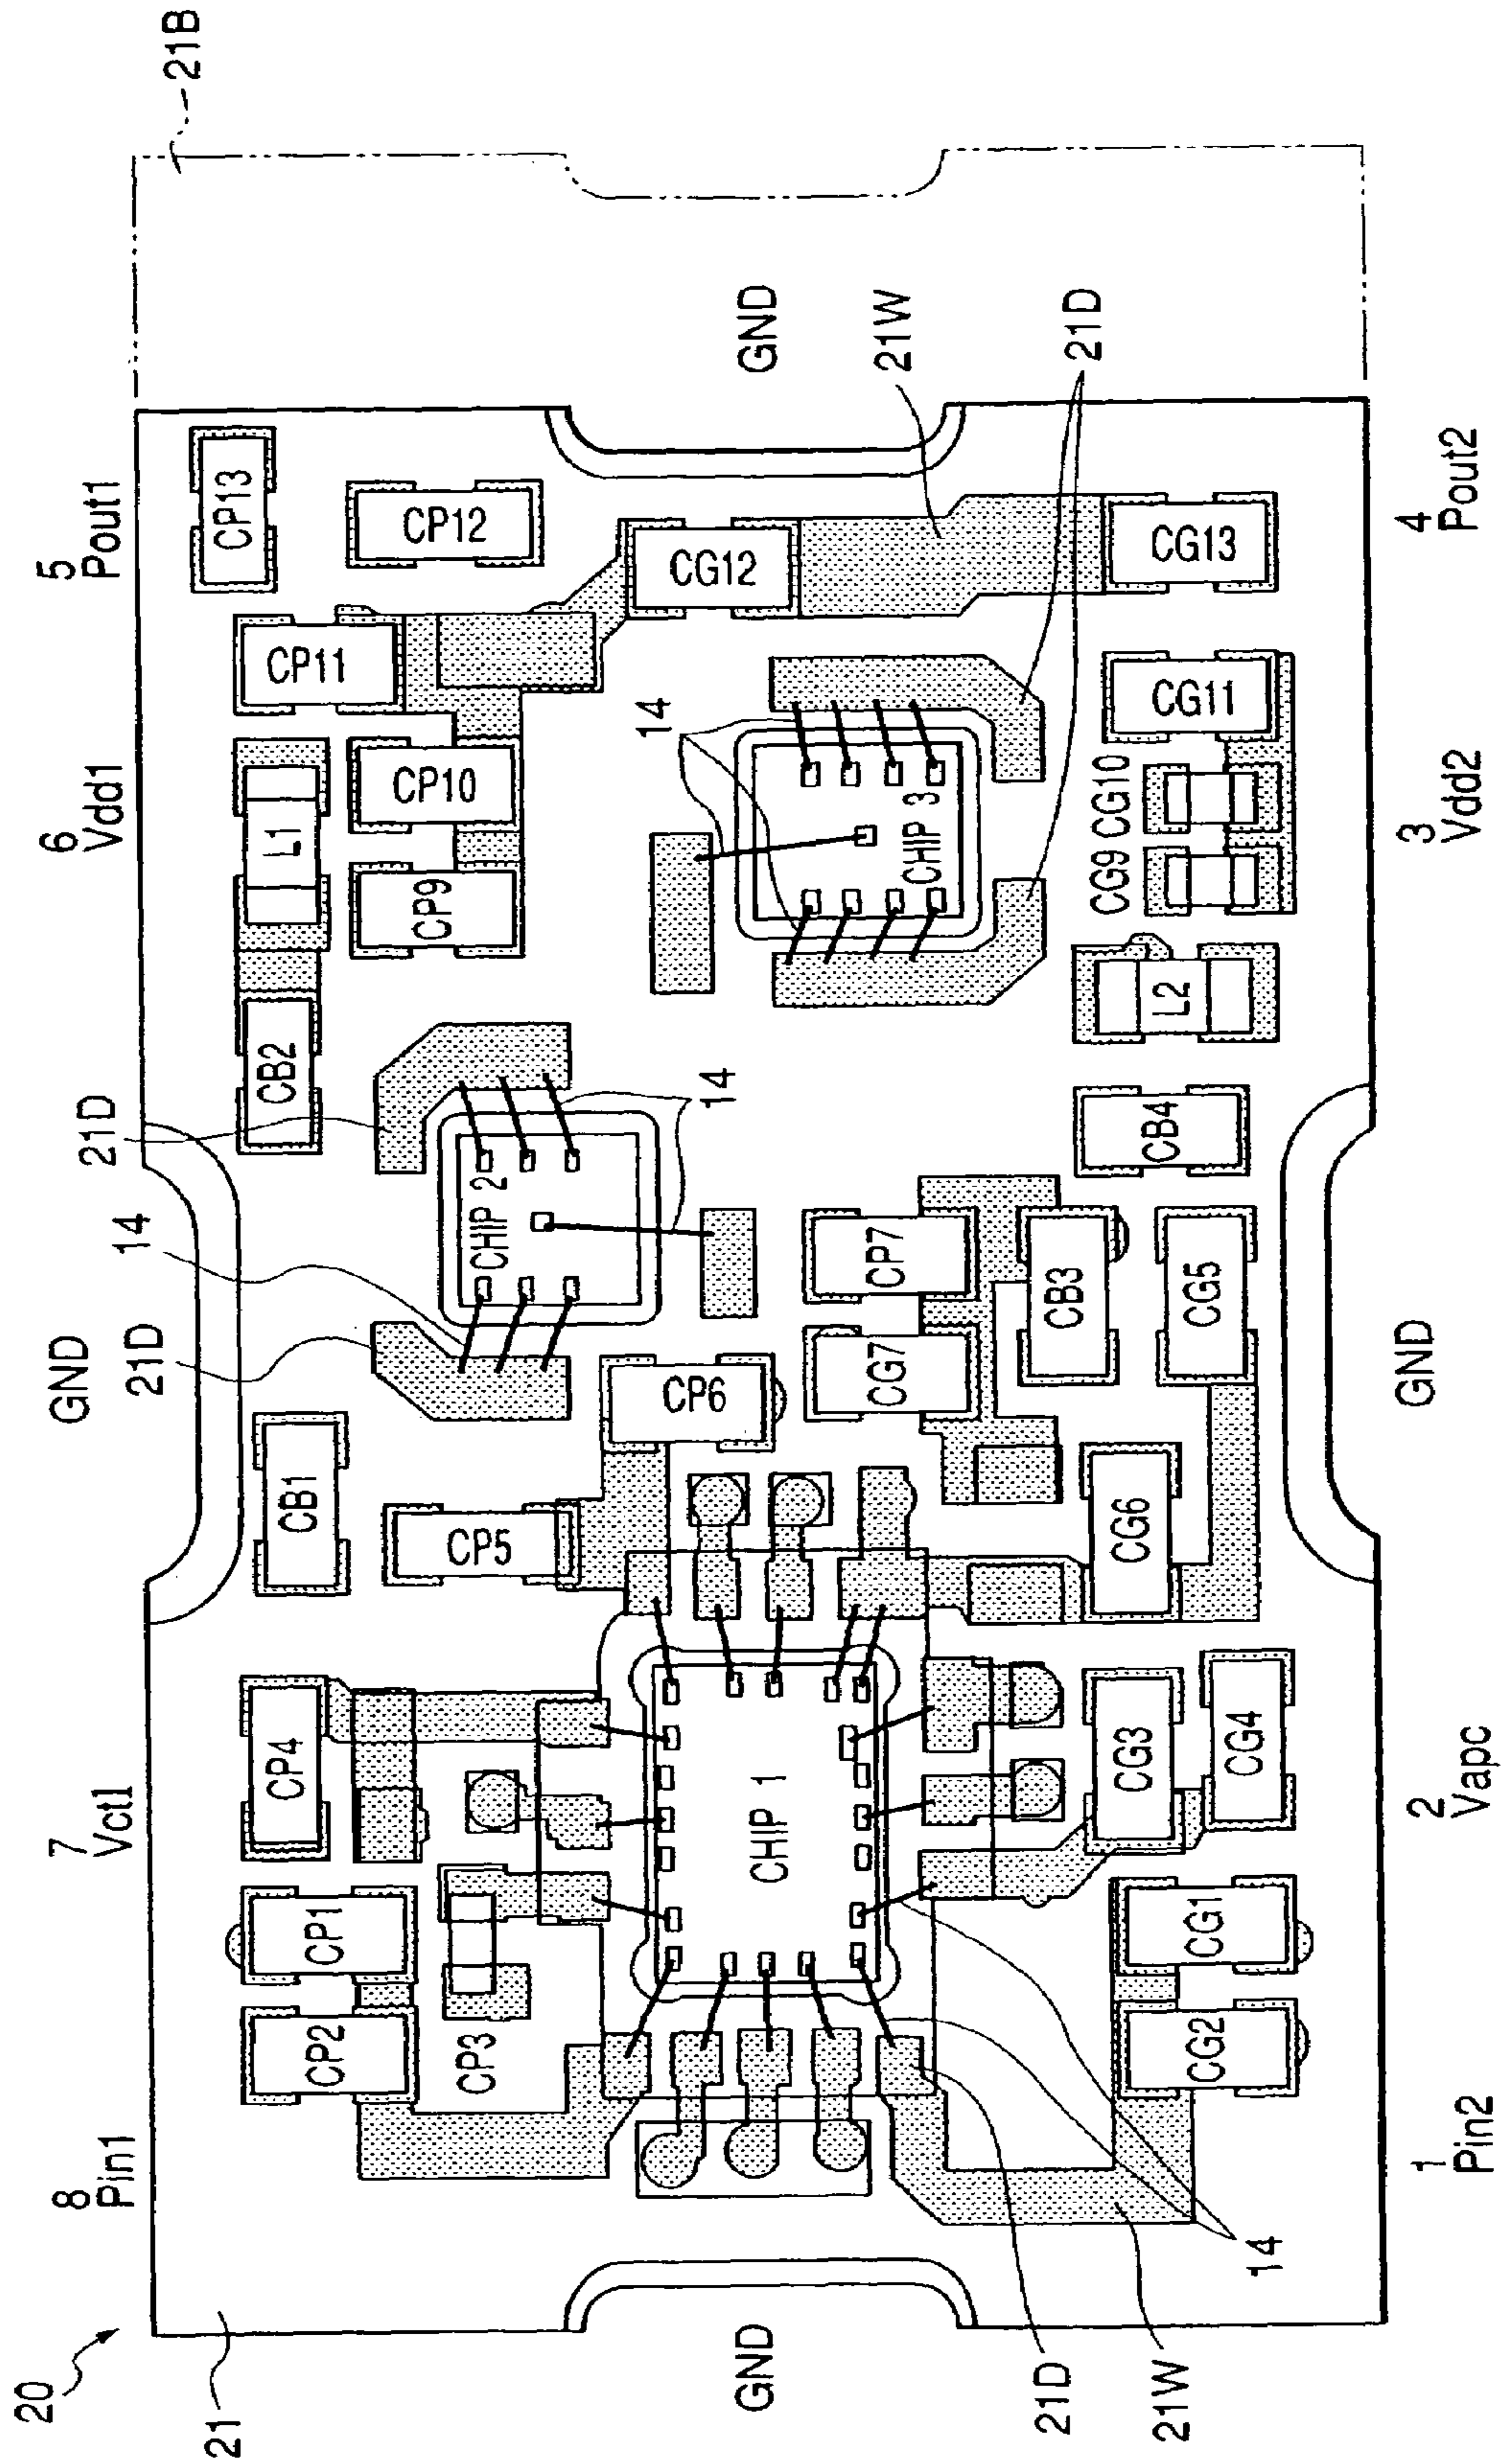 20
21
8
Pin1
7
Vct1
GND
6
Vdd1
5
Pout1
21B
21D
14
21D
CP2
CP1
CP4
CB1
CB2
L1
CP11
CP13
CP3
CP5
CHIP 2
CP9
CP10
CP12
GND
CHIP 1
CP6
14
14
CG12
GND
CG7
CP7
CHIP 3
21W
21D
21D
21W
14
CG2
CG1
CG3
CG4
CG6
CB3
CG5
CB4
L2
CG9
CG10
CG11
CG13
1
Pin2
2
Vapc
GND
3
Vdd2
4
Pout2